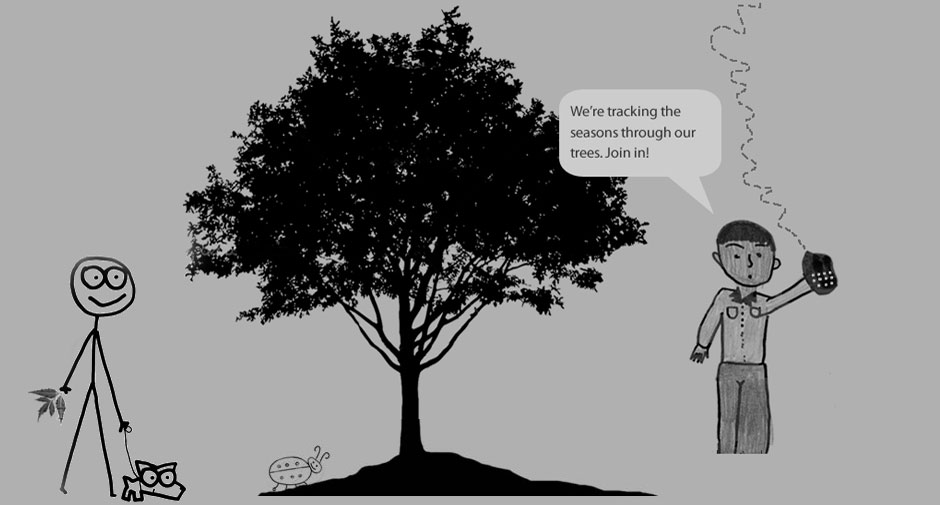 We’re tracking the
seasons through our
trees. Join in!